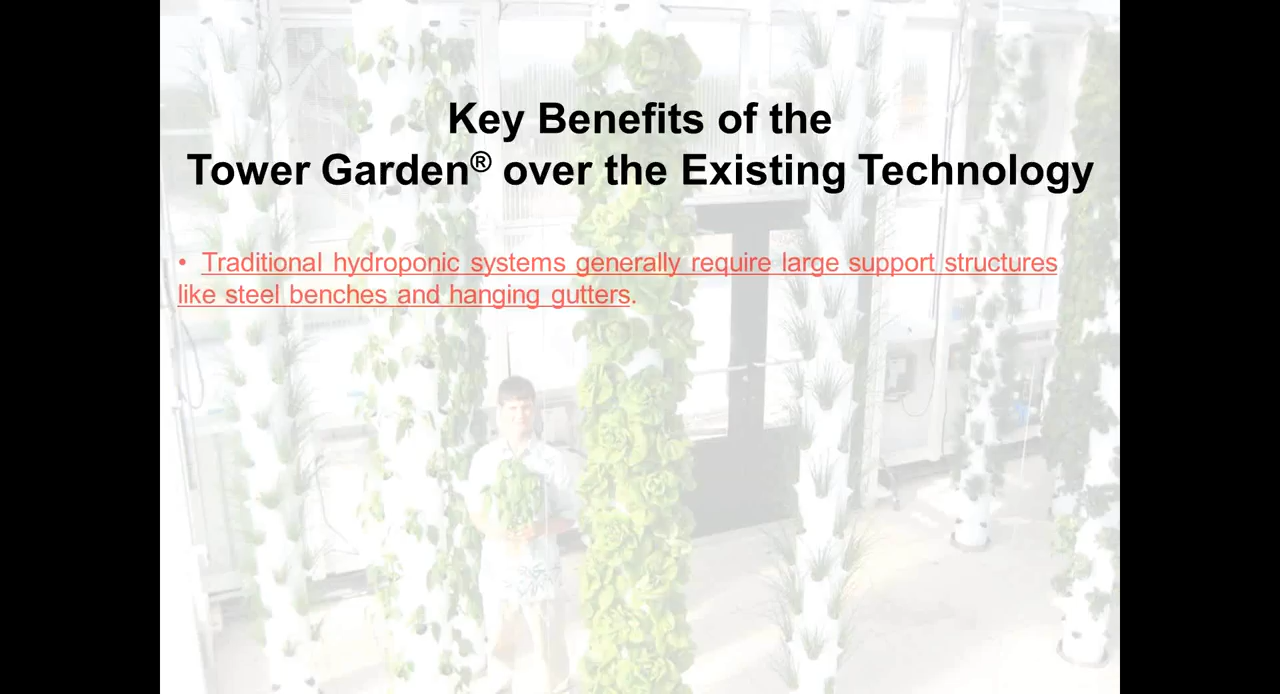 Key Benefits of the
Tower Garden® over the Existing Technology
• Traditional hydroponic systems generally require large support structures
like steel benches and hanging gutters.